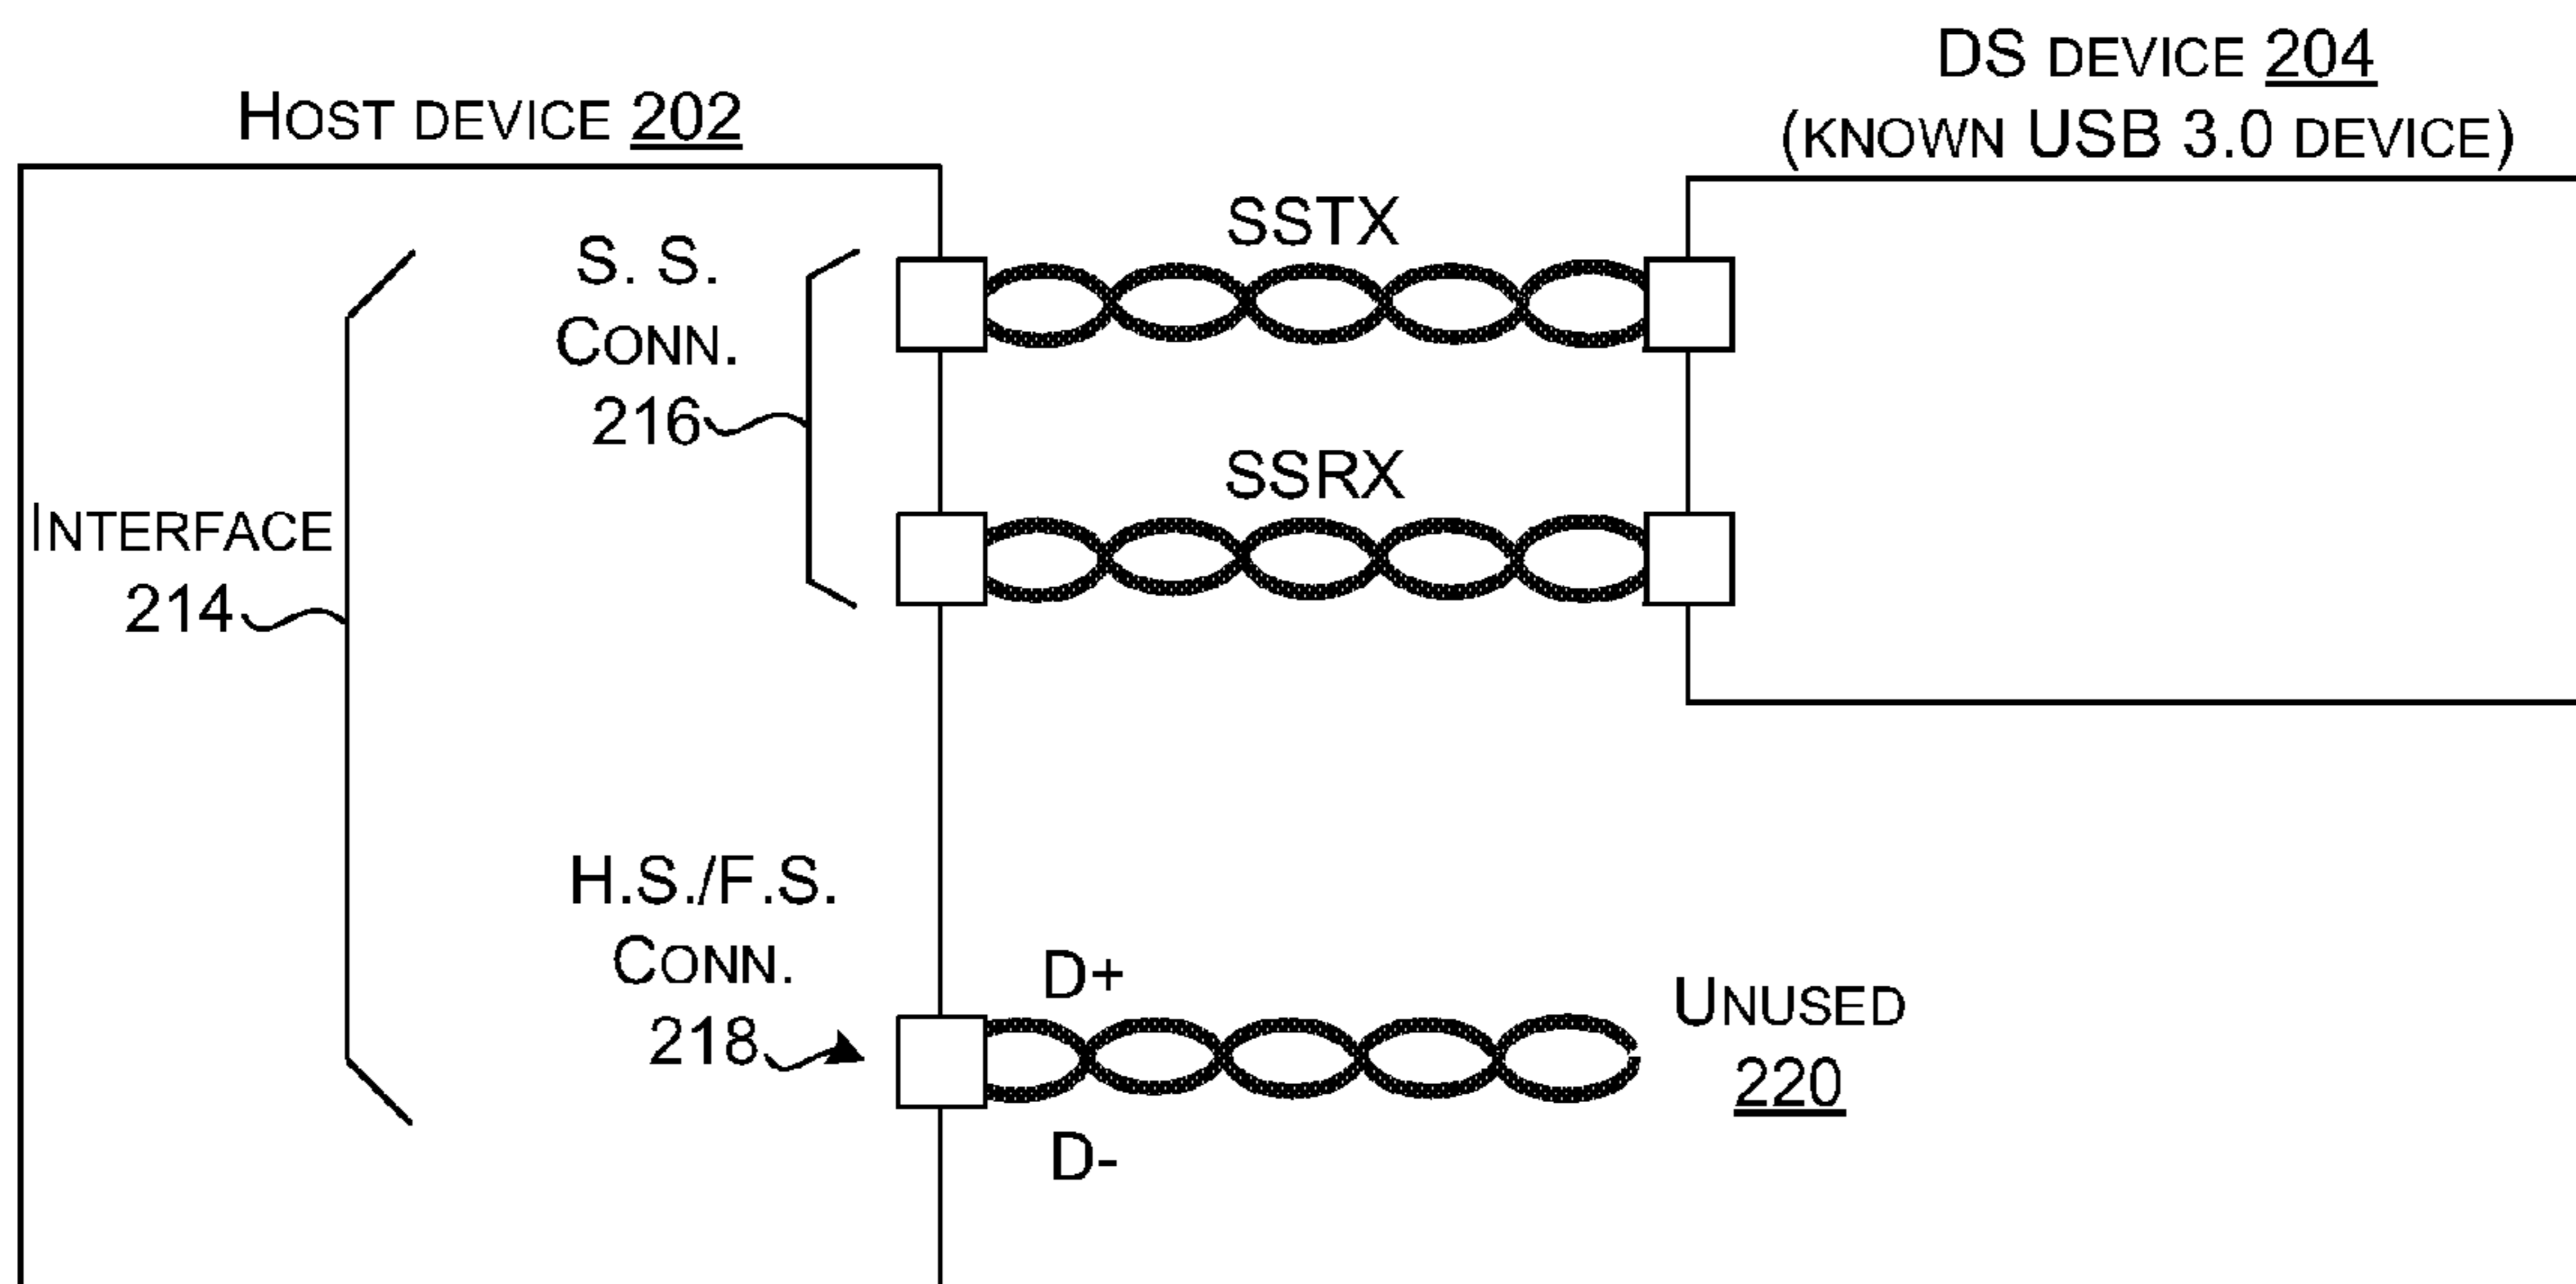 HOST DEVICE 202
DS DEVICE 204
(KNOWN USB 3.0 DEVICE)
S. S.
CONN.
216
SSTX
SSRX
INTERFACE
214
H.S./F.S.
CONN.
218
D+
D-
UNUSED
220